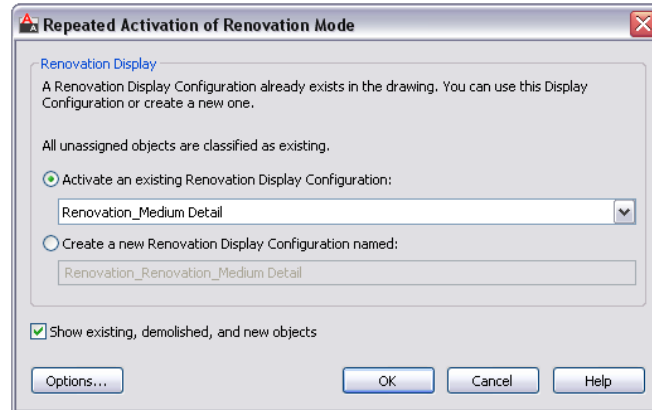 Repeated Activation of Renovation Mode
Renovation Display
A Renovation Display Configuration already exists in the drawing. You can use this Display
Configuration or create a new one.
All unassigned objects are classified as existing.
Activate an existing Renovation Display Configuration:
Renovation_Medium Detail
Create a new Renovation Display Configuration named:
Renovation_Renovation_Medium Detail
Show existing, demolished, and new objects
Options... OK Cancel Help